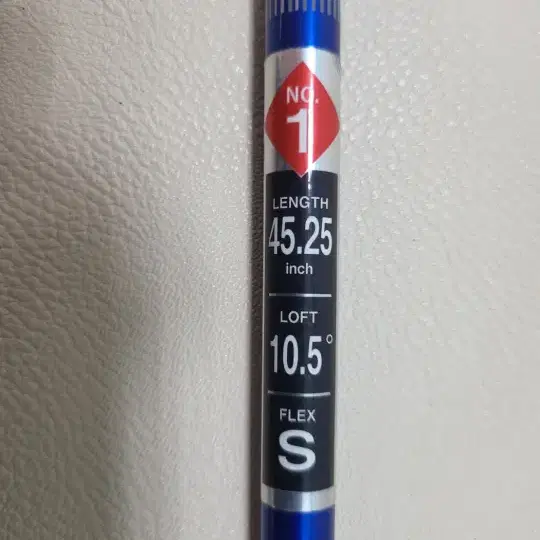 NO.
1
LENGTH
45.25
inch
LOFT
10.5°
FLEX
S